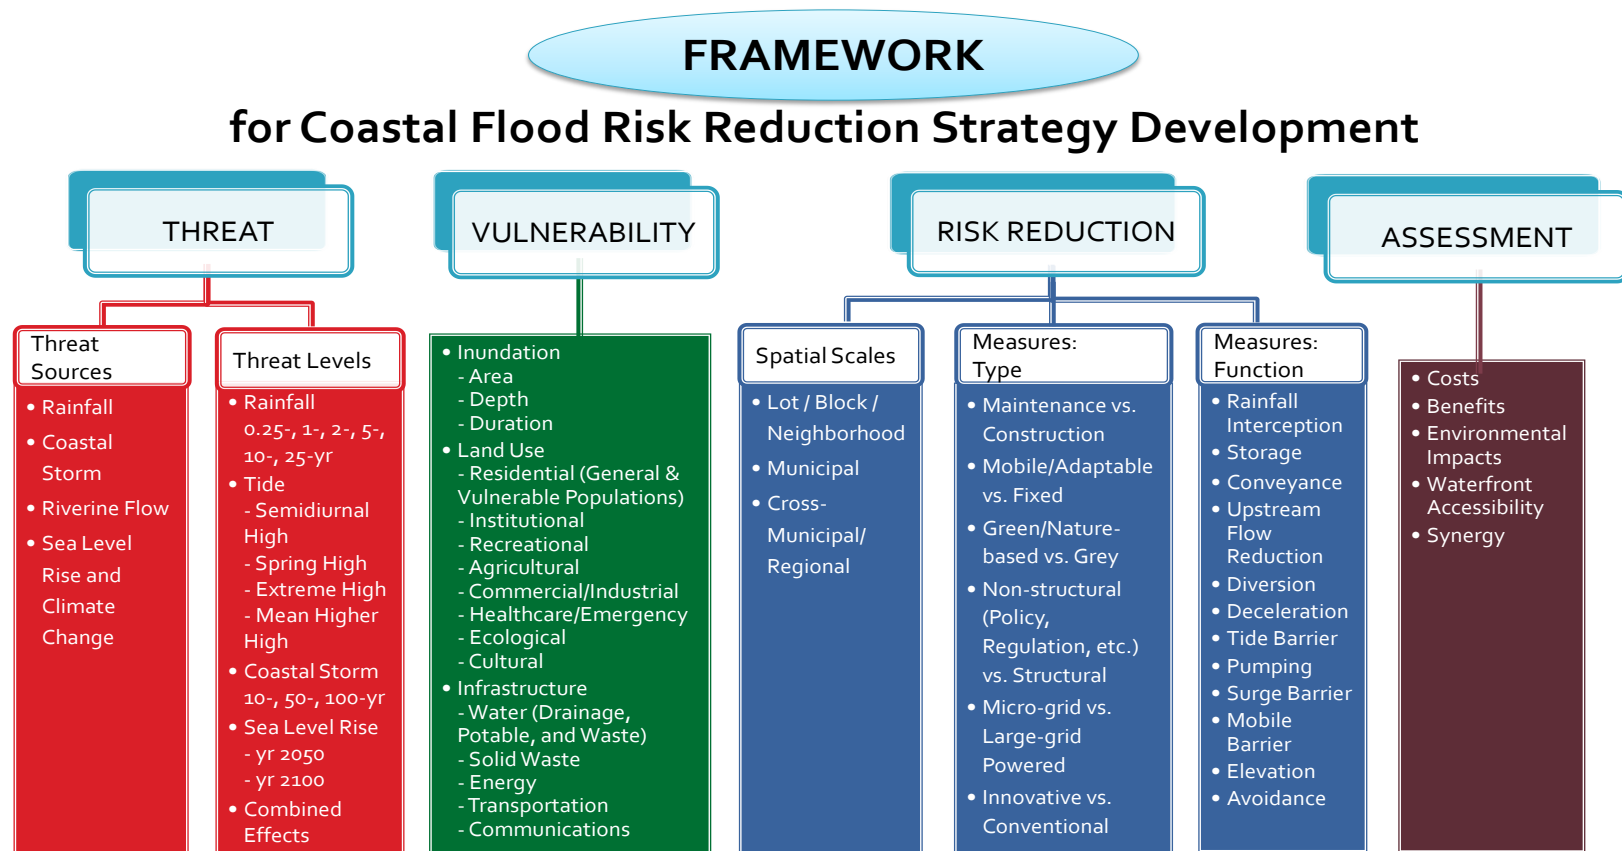 FRAMEWORK
for Coastal Flood Risk Reduction Strategy Development
THREAT
Threat
Sources
• Rainfall
• Coastal
Storm
• Riverine Flow
• Sea Level
Rise and
Climate
Change
Threat Levels
• Rainfall
0.25-, 1-, 2-, 5-,
10-, 25-yr
• Tide
- Semidiurnal
High
- Spring High
- Extreme High
- Mean Higher
High
• Coastal Storm
10-, 50-, 100-yr
• Sea Level Rise
- yr 2050
- yr 2100
• Combined
Effects
VULNERABILITY
• Inundation
- Area
- Depth
- Duration
• Land Use
- Residential (General &
Vulnerable Populations)
- Institutional
- Recreational
- Agricultural
- Commercial/Industrial
- Healthcare/Emergency
- Ecological
- Cultural
• Infrastructure
- Water (Drainage,
Potable, and Waste)
- Solid Waste
- Energy
- Transportation
- Communications
RISK REDUCTION
Spatial Scales
• Lot / Block /
Neighborhood
• Municipal
• Cross-
Municipal/
Regional
Measures:
Type
• Maintenance vs.
Construction
• Mobile/Adaptable
vs. Fixed
• Green/Nature-
based vs. Grey
• Non-structural
(Policy,
Regulation, etc.)
vs. Structural
• Micro-grid vs.
Large-grid
Powered
• Innovative vs.
Conventional
Measures:
Function
• Rainfall
Interception
• Storage
• Conveyance
• Upstream
Flow
Reduction
• Diversion
• Deceleration
• Tide Barrier
• Pumping
• Surge Barrier
• Mobile
Barrier
• Elevation
• Avoidance
ASSESSMENT
• Costs
• Benefits
• Environmental
Impacts
• Waterfront
Accessibility
• Synergy